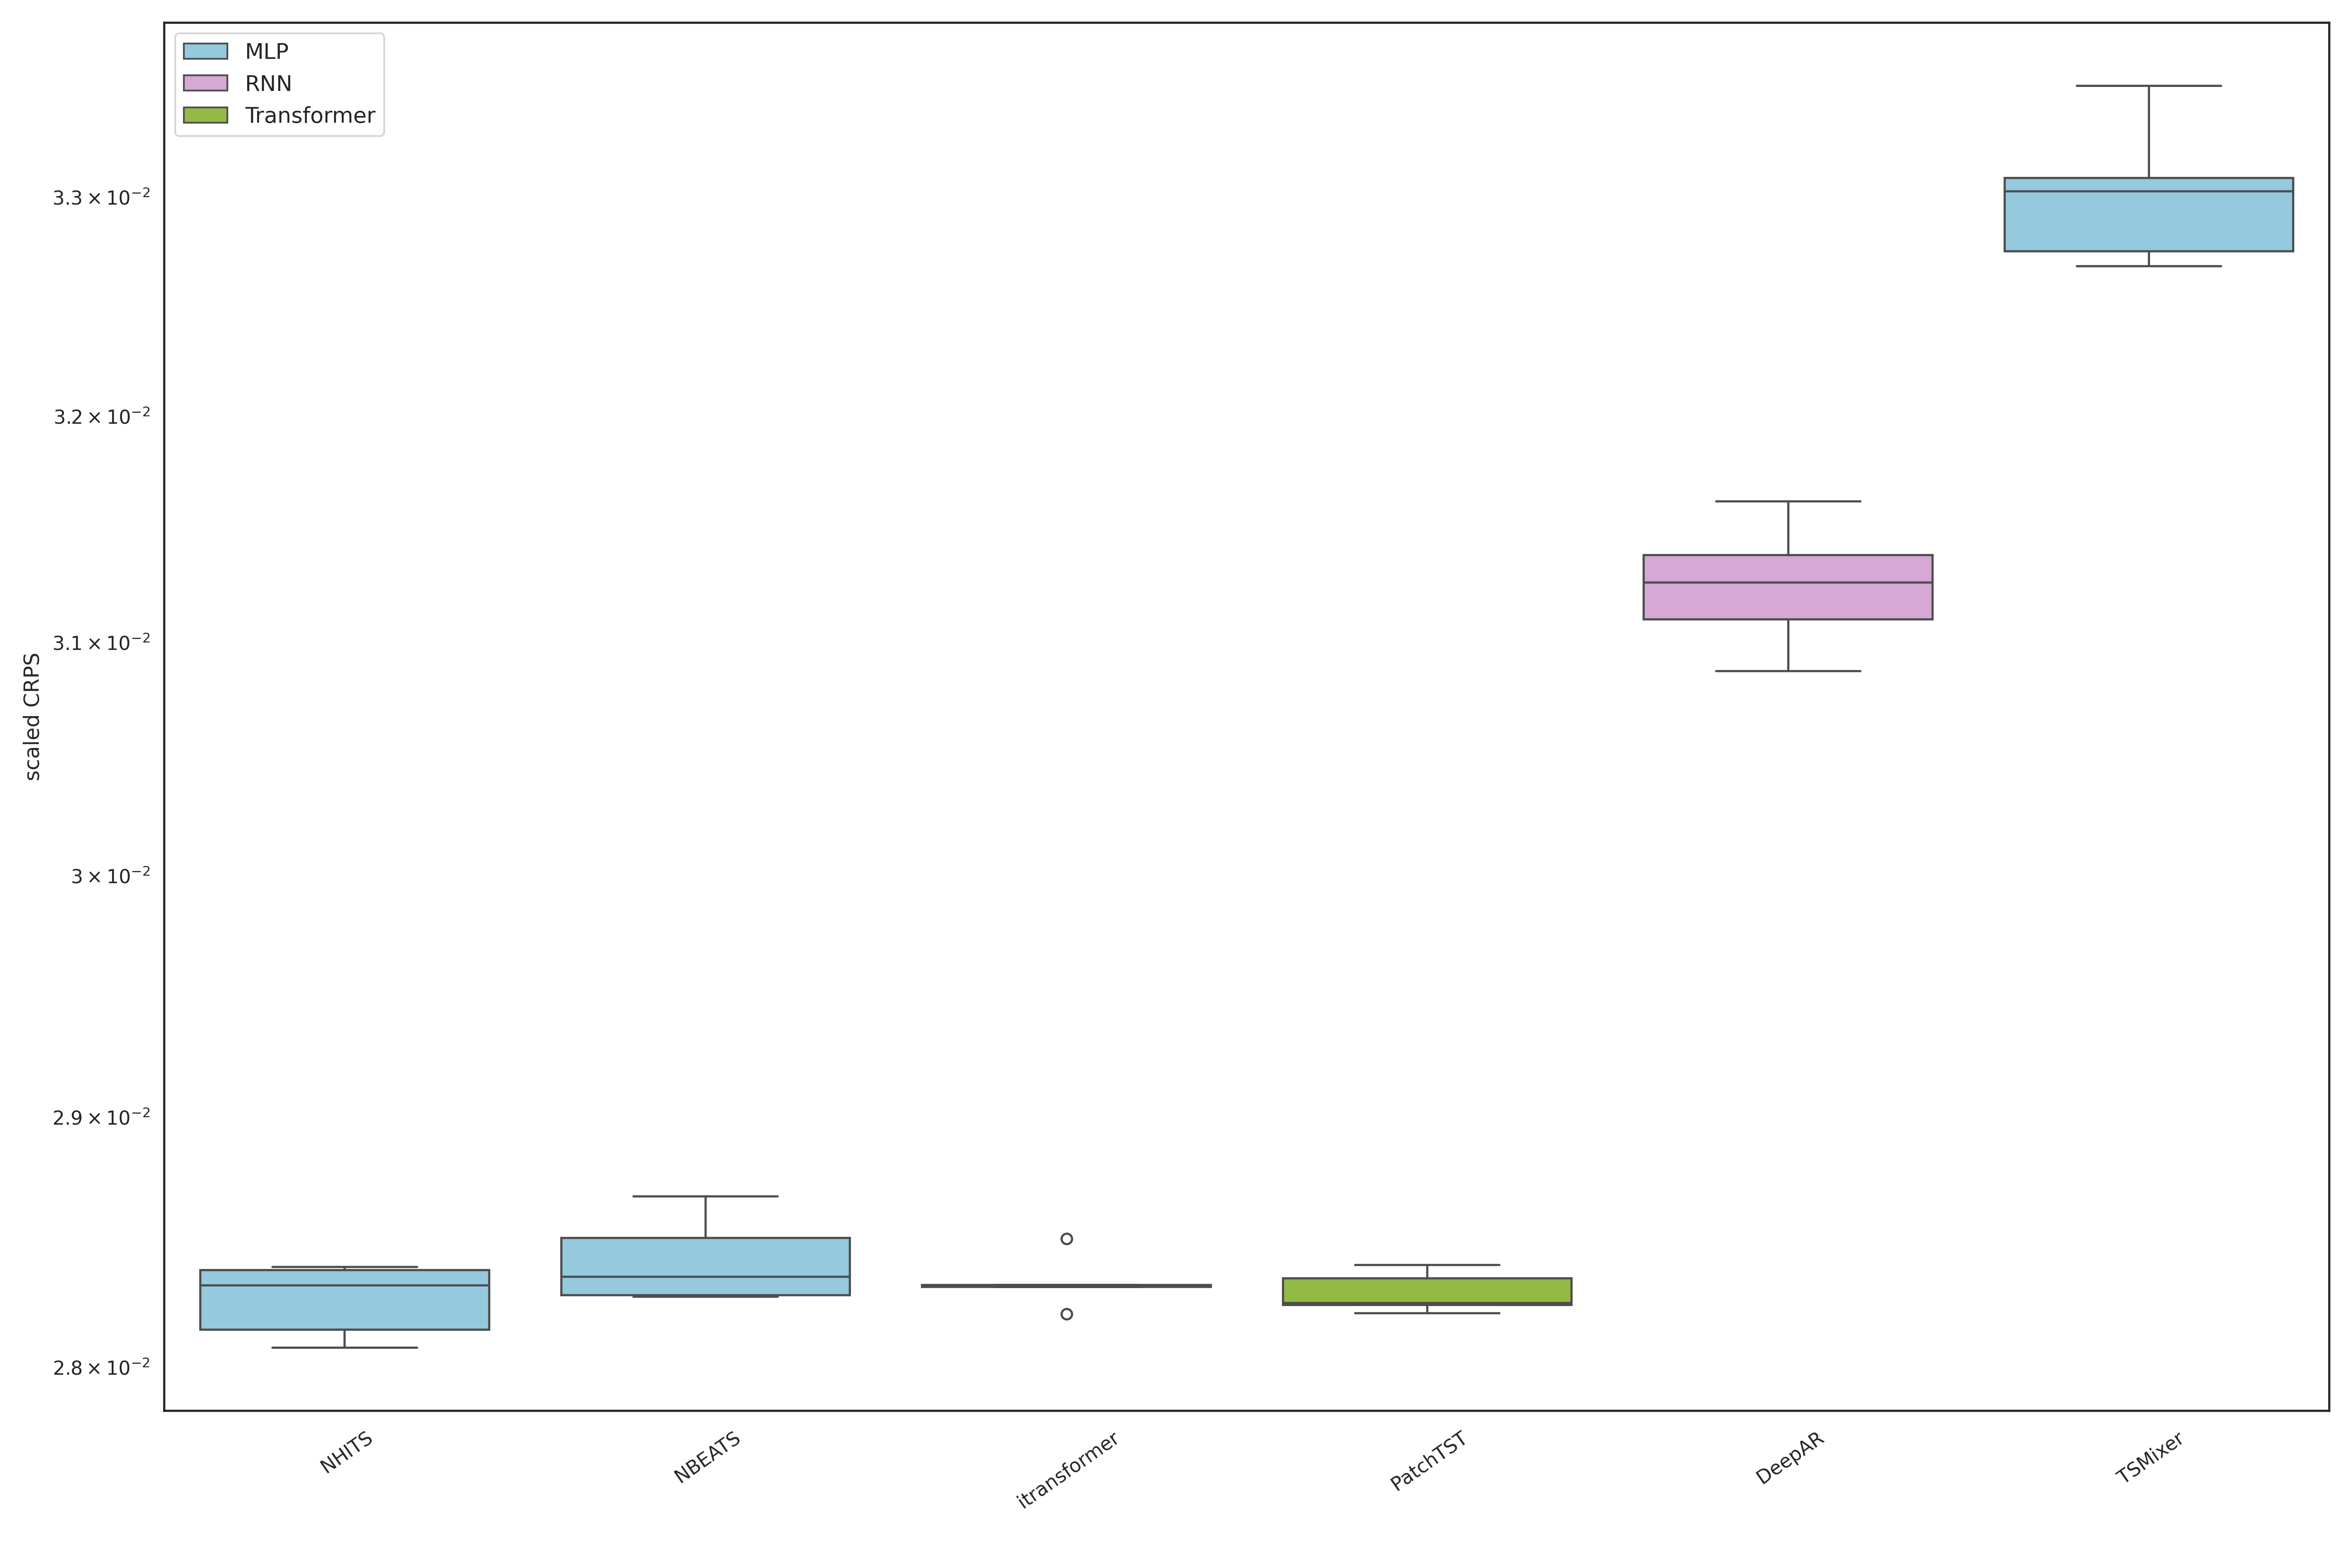 MLP
RNN
Transformer
3.3 × 10⁻²
3.2 × 10⁻²
3.1 × 10⁻²
3 × 10⁻²
2.9 × 10⁻²
2.8 × 10⁻²
scaled CRPS
NHITS
NBEATS
itransformer
PatchTST
DeepAR
TSMixer